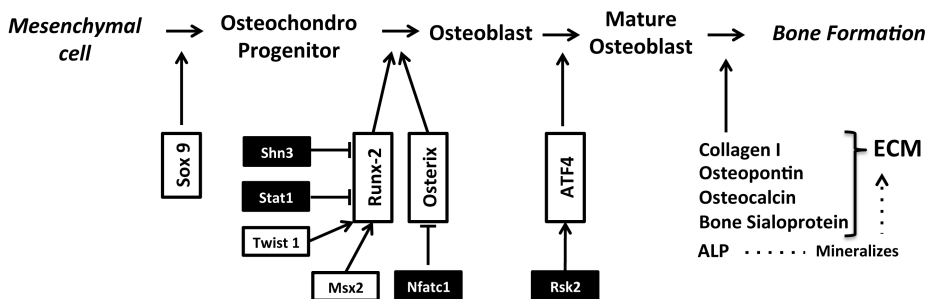 Mesenchymal
cell
Osteochondro
Progenitor
Osteoblast
Mature
Osteoblast
Bone Formation
Sox 9
Shn3
Stat1
Twist 1
Msx2
Runx-2
Osterix
Nfatc1
ATF4
Rsk2
Collagen I
Osteopontin
Osteocalcin
Bone Sialoprotein
ECM
ALP
Mineralizes